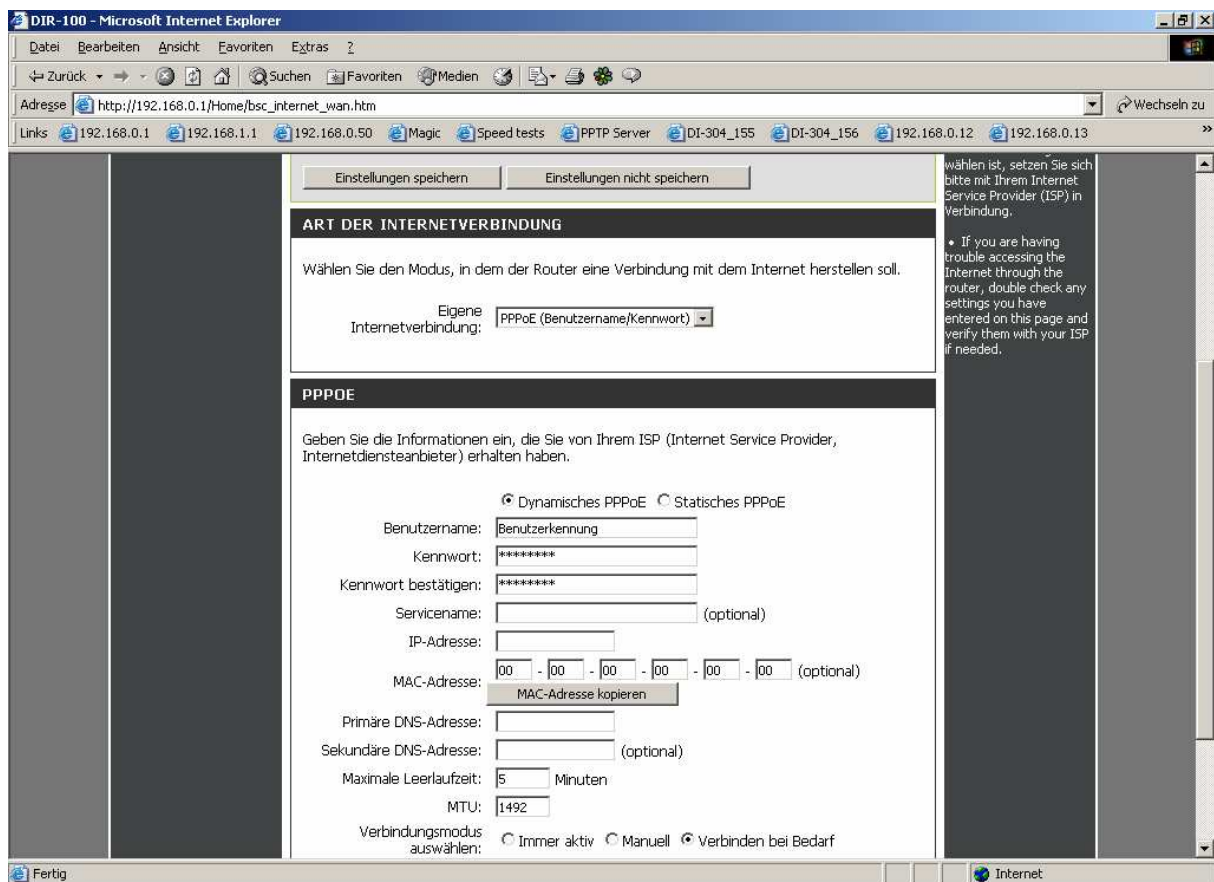 DIR-100 - Microsoft Internet Explorer
Datei Bearbeiten Ansicht Favoriten Extras ?
Zurück Suchen Favoriten Medien
Adresse http://192.168.0.1/Home/bsc_internet_wan.htm Wechseln zu
Links 192.168.0.1 192.168.1.1 192.168.0.50 Magic Speed tests PPTP Server DI-304_155 DI-304_156 192.168.0.12 192.168.0.13 »
Einstellungen speichern Einstellungen nicht speichern
ART DER INTERNETVERBINDUNG
Wählen Sie den Modus, in dem der Router eine Verbindung mit dem Internet herstellen soll.
Eigene
Internetverbindung: PPPoE (Benutzername/Kennwort)
PPPOE
Geben Sie die Informationen ein, die Sie von Ihrem ISP (Internet Service Provider,
Internetdiensteanbieter) erhalten haben.
Dynamisches PPPoE Statisches PPPoE
Benutzername: Benutzerkennung
Kennwort: ********
Kennwort bestätigen: ********
Servicename: (optional)
IP-Adresse:
MAC-Adresse: 00 - 00 - 00 - 00 - 00 - 00 (optional)
MAC-Adresse kopieren
Primäre DNS-Adresse:
Sekundäre DNS-Adresse: (optional)
Maximale Leerlaufzeit: 5 Minuten
MTU: 1492
Verbindungsmodus
auswählen: Immer aktiv Manuell Verbinden bei Bedarf
wählen ist, setzen Sie sich
bitte mit Ihrem Internet
Service Provider (ISP) in
Verbindung.
• If you are having
trouble accessing the
Internet through the
router, double check any
settings you have
entered on this page and
verify them with your ISP
if needed.
Fertig Internet